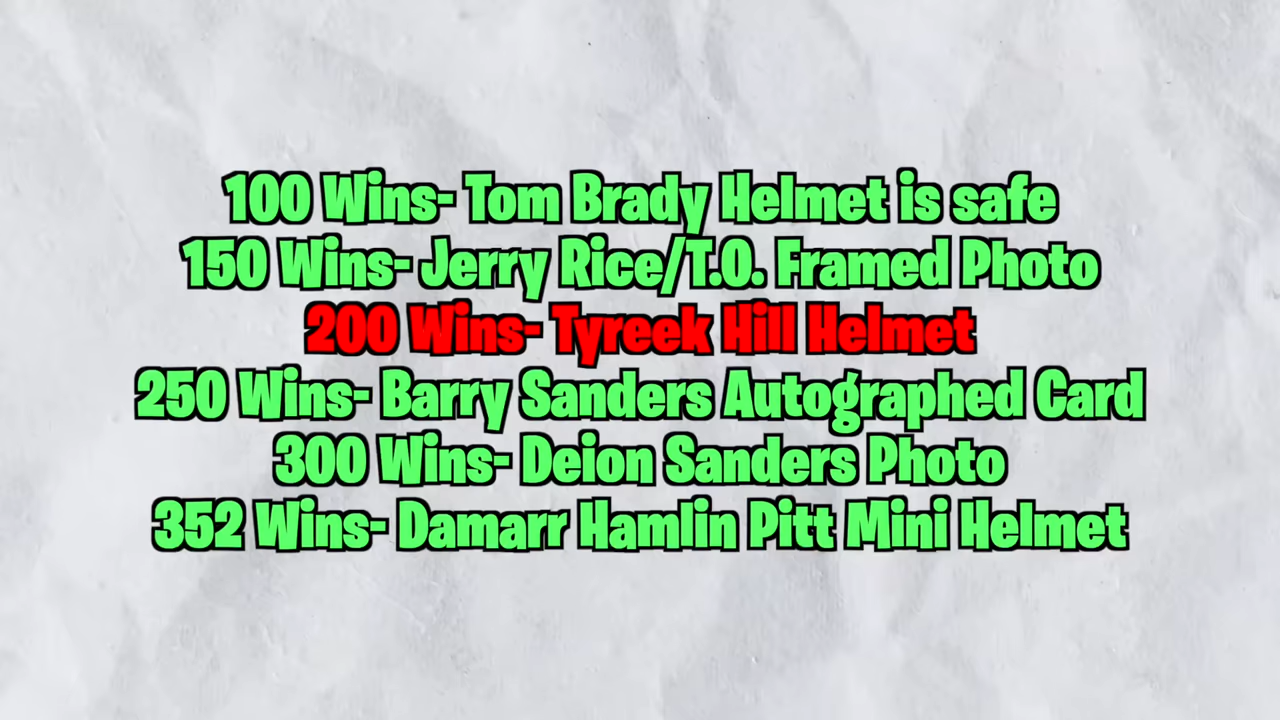 100 Wins- Tom Brady Helmet is safe
150 Wins- Jerry Rice/T.O. Framed Photo
200 Wins- Tyreek Hill Helmet
250 Wins- Barry Sanders Autographed Card
300 Wins- Deion Sanders Photo
352 Wins- Damarr Hamlin Pitt Mini Helmet